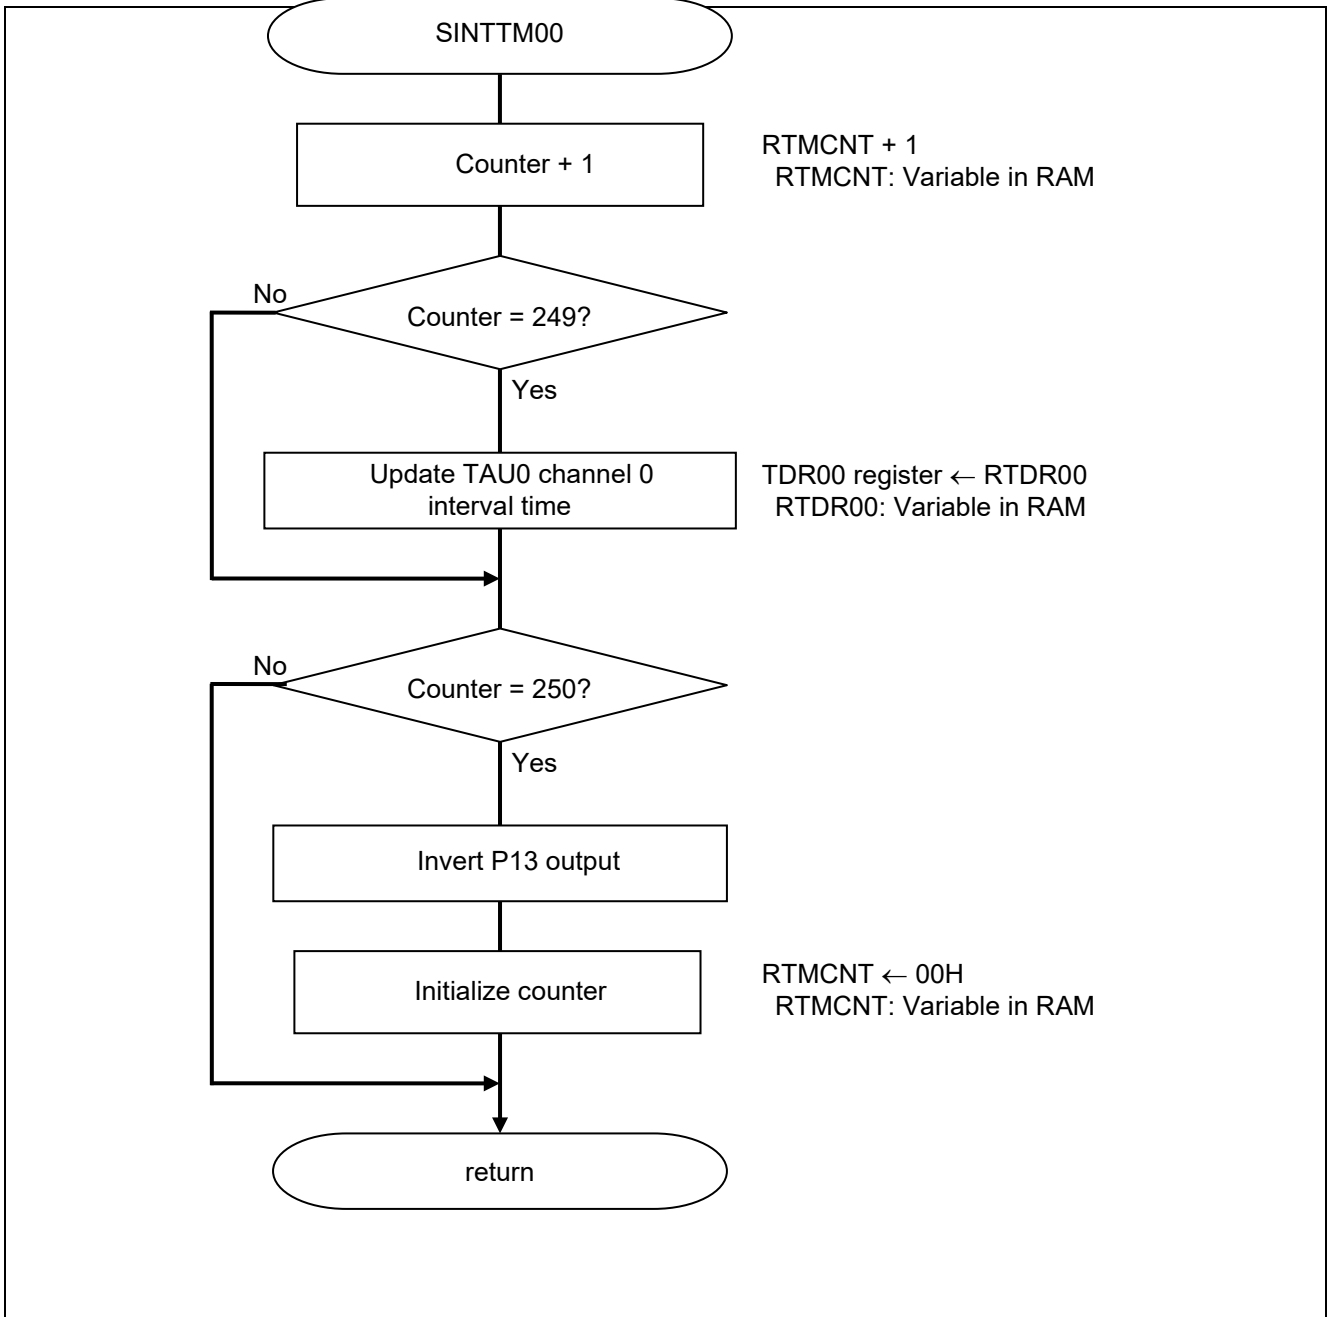 SINTTM00
Counter + 1
RTMCNT + 1
RTMCNT: Variable in RAM
No
Counter = 249?
Yes
Update TAU0 channel 0
interval time
TDR00 register ← RTDR00
RTDR00: Variable in RAM
No
Counter = 250?
Yes
Invert P13 output
Initialize counter
RTMCNT ← 00H
RTMCNT: Variable in RAM
return